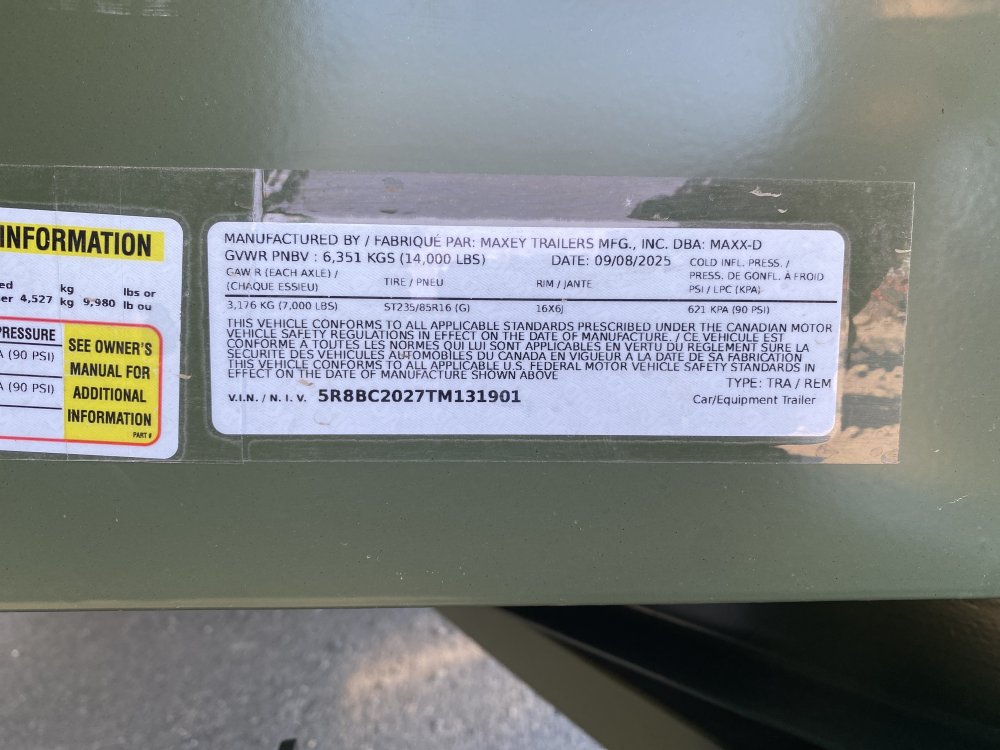 INFORMATION
kg lbs or
4,527 kg 9,980 lb ou
PRESSURE
(90 PSI)
(90 PSI)
SEE OWNER'S
MANUAL FOR
ADDITIONAL
INFORMATION
PART #
MANUFACTURED BY / FABRIQUÉ PAR: MAXEY TRAILERS MFG., INC. DBA: MAXX-D
GVWR PNBV : 6,351 KGS (14,000 LBS) DATE: 09/08/2025
GAW R (EACH AXLE) /
(CHAQUE ESSIEU)
TIRE / PNEU
RIM / JANTE
COLD INFL. PRESS. /
PRESS. DE GONFL. À FROID
PSI / LPC (KPA)
3,176 KG (7,000 LBS) ST235/85R16 (G) 16X6J 621 KPA (90 PSI)
THIS VEHICLE CONFORMS TO ALL APPLICABLE STANDARDS PRESCRIBED UNDER THE CANADIAN MOTOR
VEHICLE SAFETY REGULATIONS IN EFFECT ON THE DATE OF MANUFACTURE. / CE VEHICULE EST
CONFORME A TOUTES LES NORMES QUI LUI SONT APPLICABLES EN VERTU DU REGLEMENT SURE LA
SECURITE DES VEHICULES AUTOMOBILES DU CANADA EN VIGUEUR A LA DATE DE SA FABRICATION
THIS VEHICLE CONFORMS TO ALL APPLICABLE U.S. FEDERAL MOTOR VEHICLE SAFETY STANDARDS IN
EFFECT ON THE DATE OF MANUFACTURE SHOWN ABOVE
TYPE: TRA / REM
V.I.N. / N. I. V. 5R8BC2027TM131901
Car/Equipment Trailer